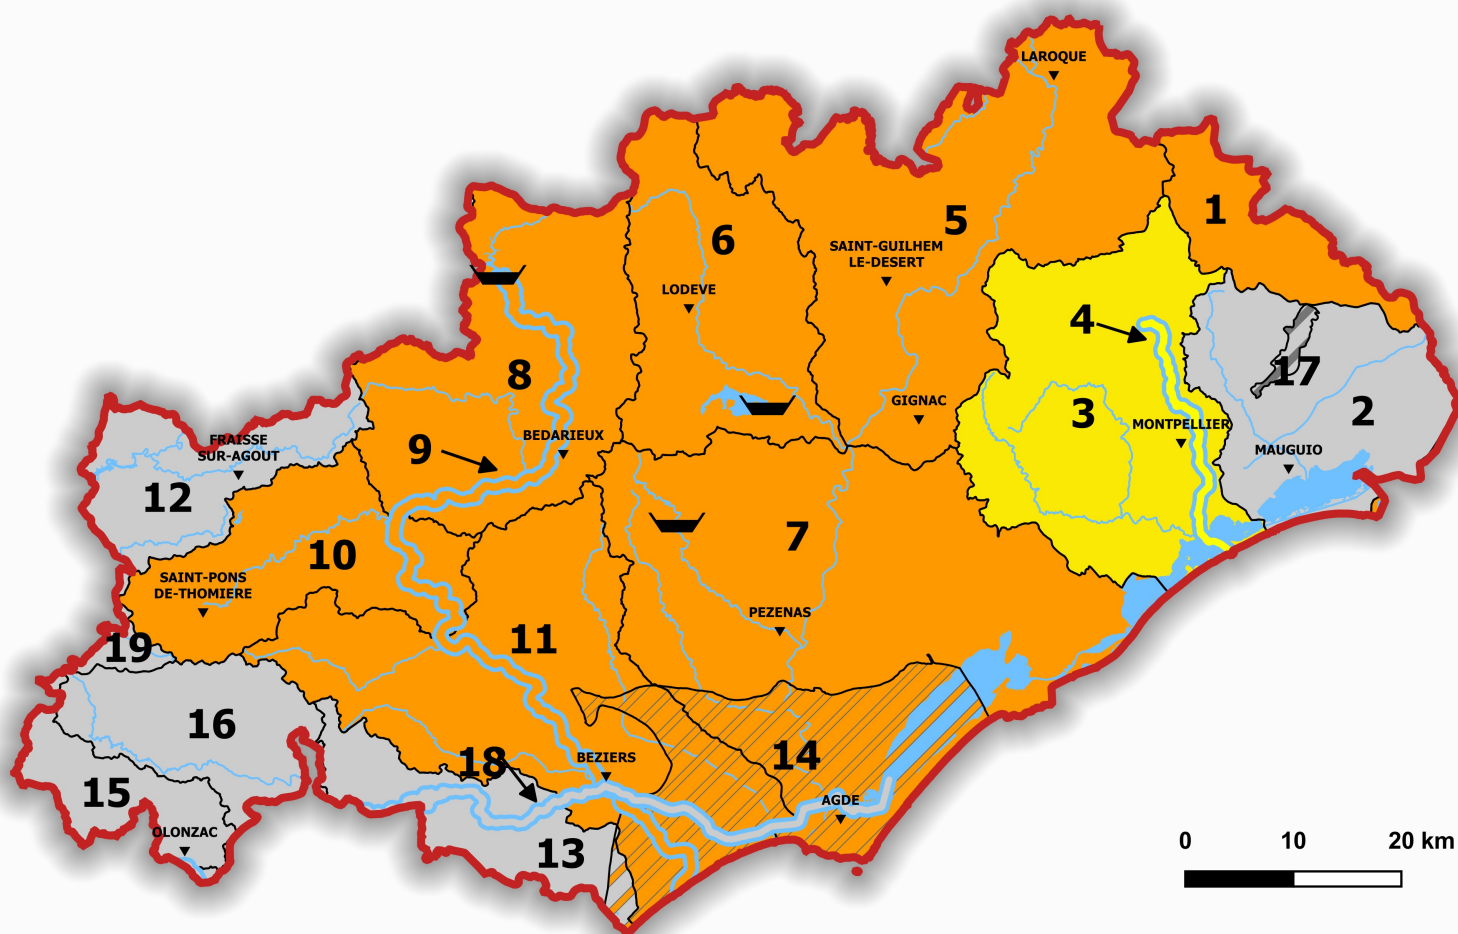 LAROQUE
1
5
6
SAINT-GUILHEM
LE-DESERT
LODEVE
4
17
8
GIGNAC
3
2
MONTPELLIER
BEDARIEUX
9
FRAISSE
SUR-AGOUT
MAUGUIO
12
7
10
SAINT-PONS
DE-THOMIERE
PEZENAS
11
19
16
14
18
BEZIERS
15
AGDE
OLONZAC
13
0 10 20 km